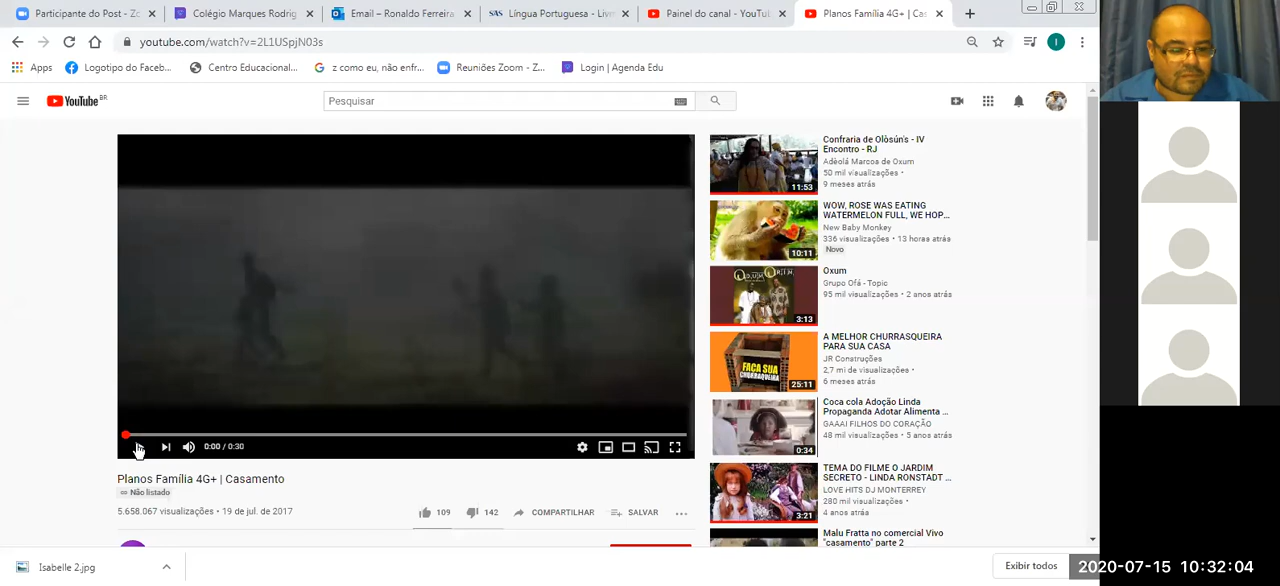 Participante do Post - Zo
Colégio Marques Rodrig
Email – Ronaldo Ferreira
SAS Língua Portuguesa - Livr
Painel do canal - YouTu
Planos Família 4G+ | Cas
youtube.com/watch?v=2L1USpjN03s
Apps
Logotipo do Faceb...
Centro Educacional...
z como eu, não enfr...
Reuniões Zoom - Z...
Login | Agenda Edu
YouTube BR
Pesquisar
Confraria de Olòsún's - IV
Encontro - RJ
Adèolá Marcoa de Oxum
50 mil visualizações •
9 meses atrás
11:53
WOW, ROSE WAS EATING
WATERMELON FULL, WE HOP...
New Baby Monkey
336 visualizações • 13 horas atrás
Novo
10:11
Oxum
Grupo Ofá - Topic
95 mil visualizações • 2 anos atrás
3:13
A MELHOR CHURRASQUEIRA
PARA SUA CASA
JR Construções
2,7 mi de visualizações •
6 meses atrás
FAÇA SUA
CHURRASQUEIRA
25:11
Coca cola Adoção Linda
Propaganda Adotar Alimenta ...
GAAAI FILHOS DO CORAÇÃO
48 mil visualizações • 5 anos atrás
0:34
TEMA DO FILME O JARDIM
SECRETO - LINDA RONSTADT ...
LOVE HITS DJ MONTERREY
280 mil visualizações •
4 anos atrás
3:21
Malu Fratta no comercial Vivo
"casamento" parte 2
0:00 / 0:30
Planos Família 4G+ | Casamento
Não listado
5.658.067 visualizações • 19 de jul. de 2017
109
142
COMPARTILHAR
SALVAR
Isabelle 2.jpg
Exibir todos
2020-07-15 10:32:04